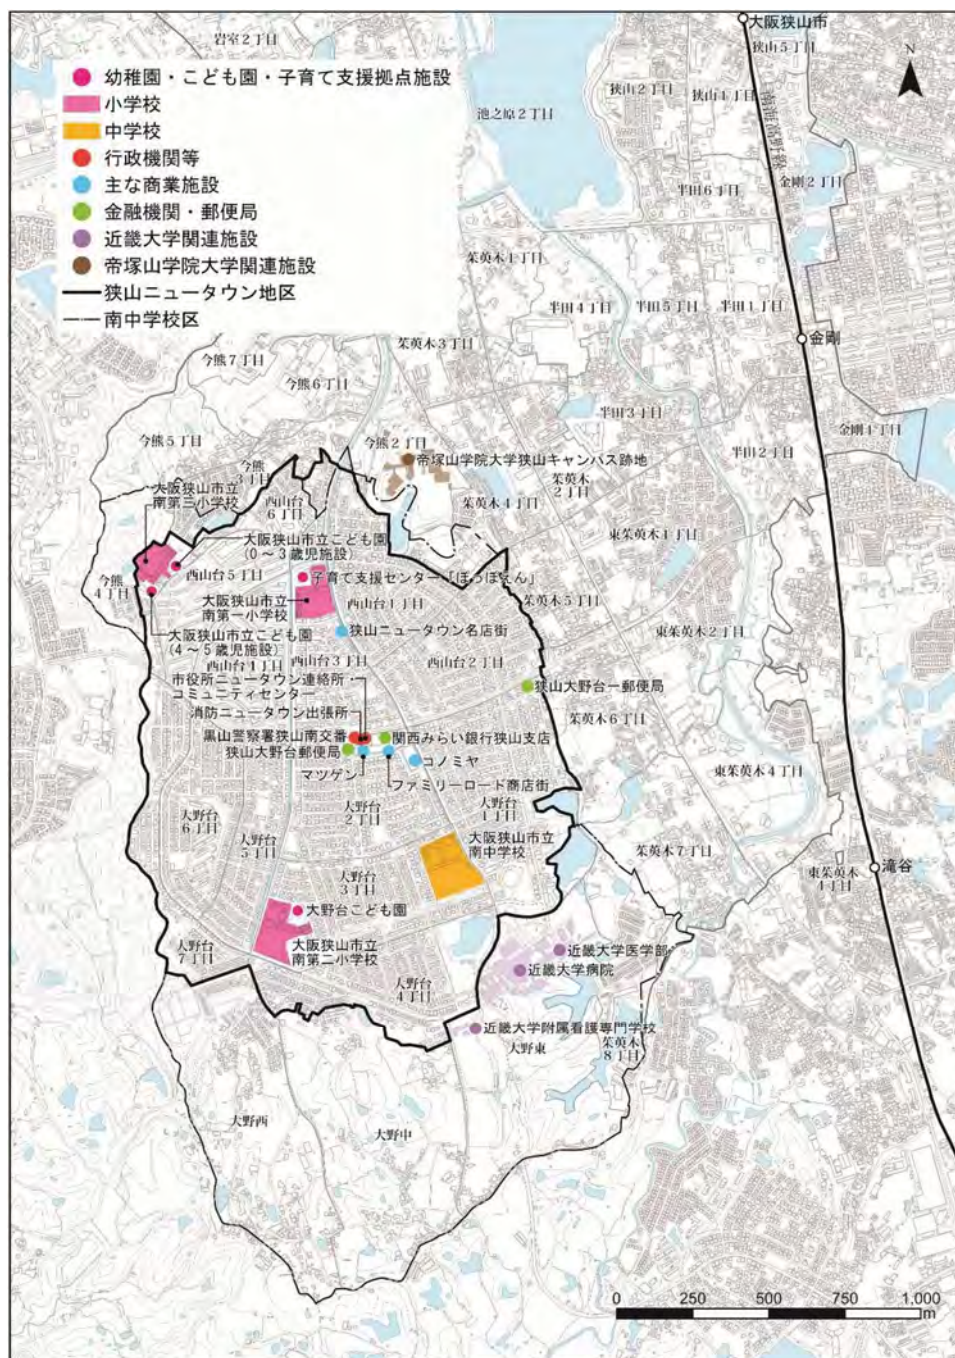 大阪狭山市
岩室2丁目
狭山5丁目
N
幼稚園・こども園・子育て支援拠点施設
小学校
中学校
行政機関等
主な商業施設
金融機関・郵便局
近畿大学関連施設
帝塚山学院大学関連施設
狭山ニュータウン地区
南中学校区
狭山2丁目
狭山1丁目
池之原2丁目
南海高野線
金剛2丁目
半田6丁目
茱萸木1丁目
半田4丁目
半田5丁目
半田1丁目
金剛
茱萸木3丁目
今熊7丁目
今熊6丁目
半田3丁目
金剛1丁目
今熊5丁目
今熊2丁目
半田2丁目
帝塚山学院大学狭山キャンパス跡地
今熊
3丁目
茱萸木
2丁目
大阪狭山市立
南第三小学校
西山台
6丁目
茱萸木4丁目
東茱萸木1丁目
大阪狭山市立こども園
(0～3歳児施設)
西山台5丁目
子育て支援センター「ぽっぽえん」
今熊
4丁目
大阪狭山市立
南第一小学校
西山台1丁目
茱萸木5丁目
大阪狭山市立こども園
(4～5歳児施設)
狭山ニュータウン名店街
東茱萸木2丁目
西山台4丁目
西山台3丁目
西山台2丁目
市役所ニュータウン連絡所・
コミュニティセンター
狭山大野台一郵便局
消防ニュータウン出張所
茱萸木6丁目
黒山警察署狭山南交番
関西みらい銀行狭山支店
狭山大野台郵便局
コノミヤ
東茱萸木4丁目
マツゲン
ファミリーロード商店街
大野台
6丁目
大野台
2丁目
大野台
1丁目
大野台
5丁目
大阪狭山市立
南中学校
茱萸木7丁目
滝谷
東茱萸木
4丁目
大野台
3丁目
大野台こども園
大野台
7丁目
大阪狭山市立
南第二小学校
近畿大学医学部
近畿大学病院
大野台
4丁目
近畿大学附属看護専門学校
大野東
茱萸木
8丁目
大野西
大野中
0 250 500 750 1,000
m